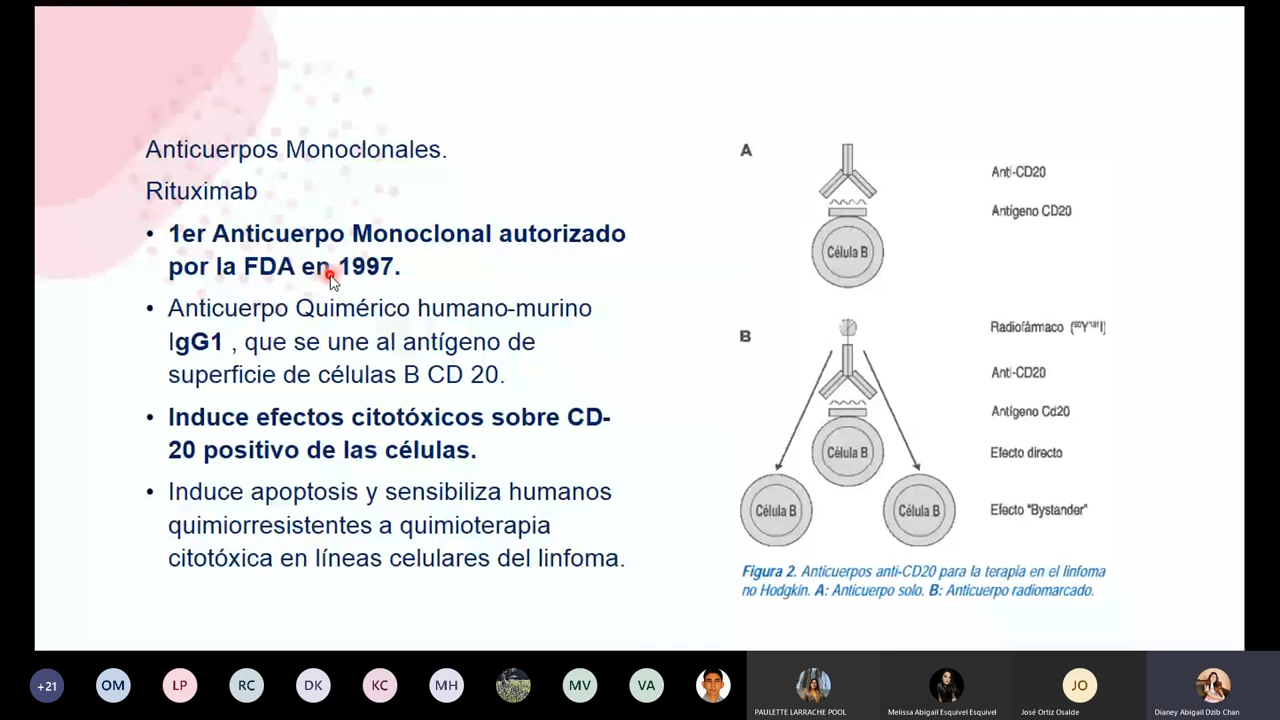 Anticuerpos Monoclonales.
Rituximab
• 1er Anticuerpo Monoclonal autorizado
por la FDA en 1997.
• Anticuerpo Quimérico humano-murino
IgG1 , que se une al antígeno de
superficie de células B CD 20.
• Induce efectos citotóxicos sobre CD-
20 positivo de las células.
• Induce apoptosis y sensibiliza humanos
quimiorresistentes a quimioterapia
citotóxica en líneas celulares del linfoma.
A
Anti-CD20
Antígeno CD20
Célula B
B
Radiofármaco (⁹⁰Y¹³¹I)
Anti-CD20
Antígeno Cd20
Célula B
Efecto directo
Célula B
Célula B
Efecto "Bystander"
Figura 2. Anticuerpos anti-CD20 para la terapia en el linfoma
no Hodgkin. A: Anticuerpo solo. B: Anticuerpo radiomarcado.
+21
OM
LP
RC
DK
KC
MH
MV
VA
JO
PAULETTE LARRACHE POOL
Melissa Abigail Esquivel Esquivel
José Ortiz Osalde
Dianey Abigail Dzib Chan